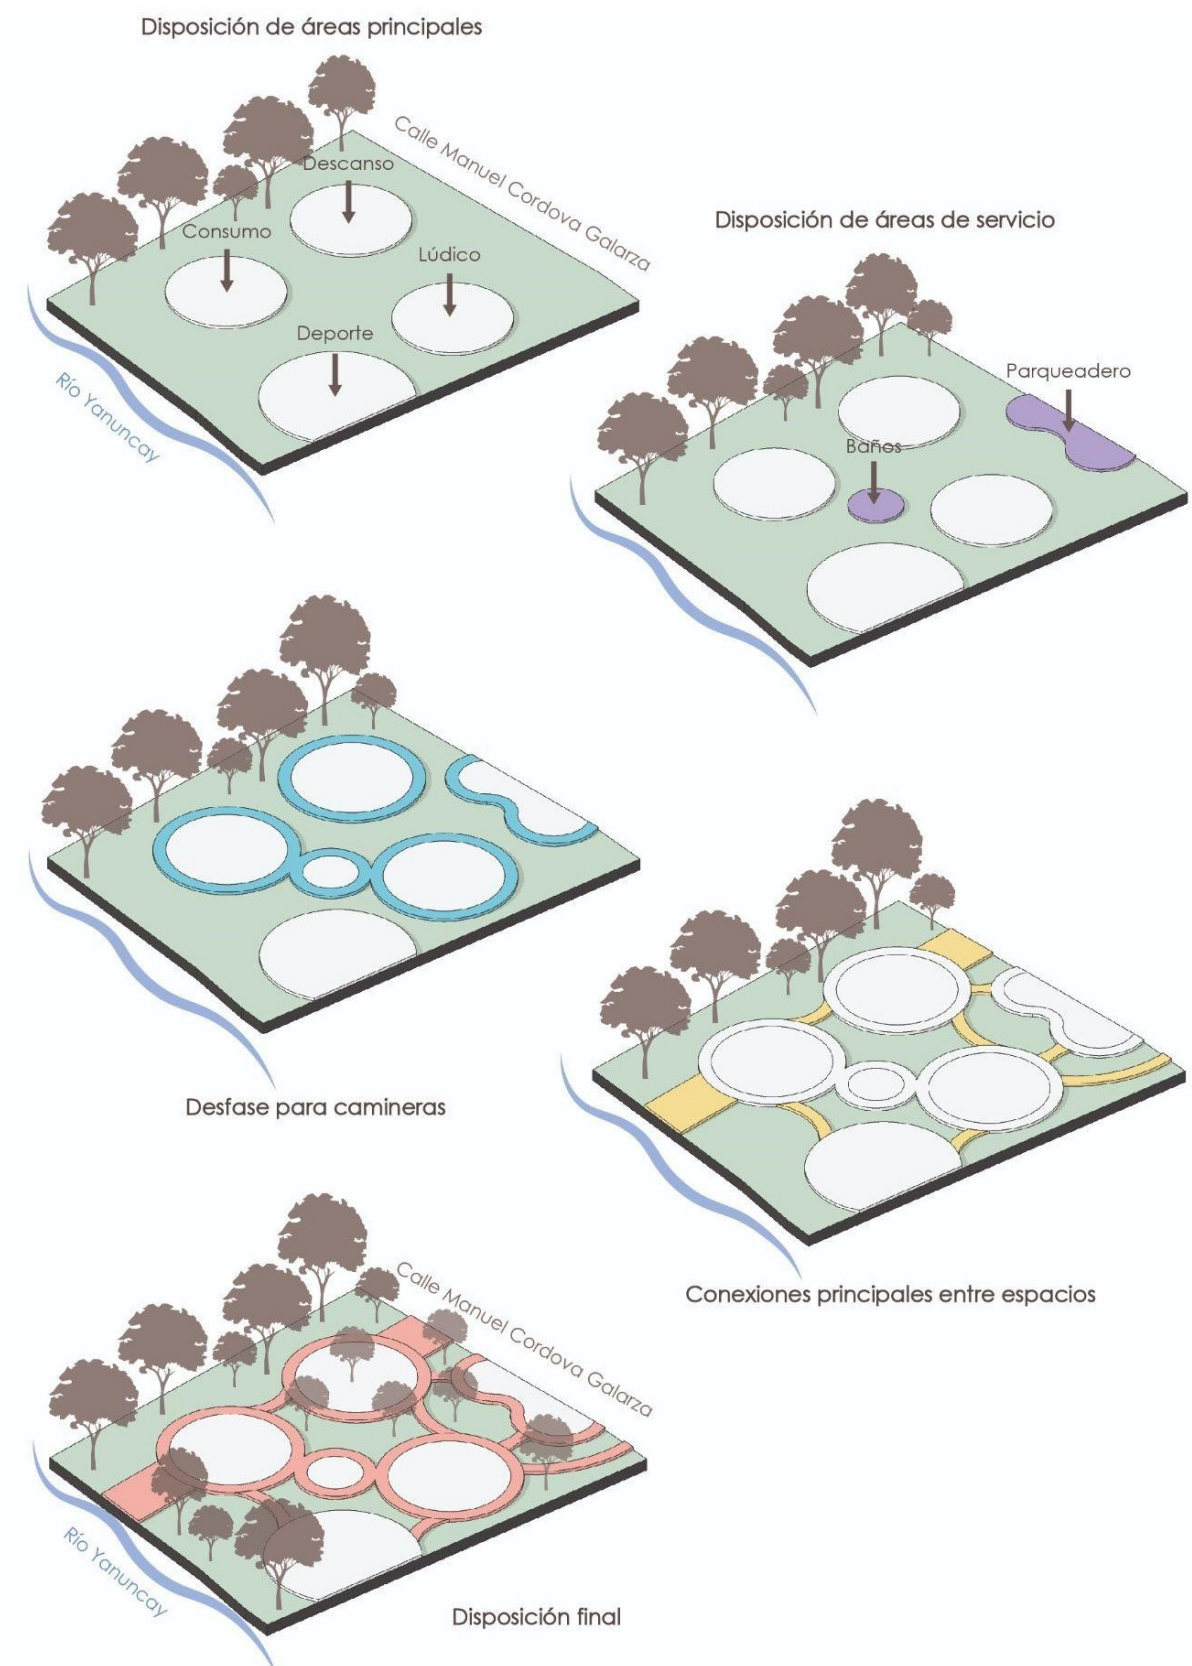 Disposición de áreas principales
Calle Manuel Cordova Galarza
Descanso
Consumo
Lúdico
Deporte
Río Yanuncay
Disposición de áreas de servicio
Parqueadero
Baños
Desfase para camineras
Conexiones principales entre espacios
Calle Manuel Cordova Galarza
Río Yanuncay
Disposición final